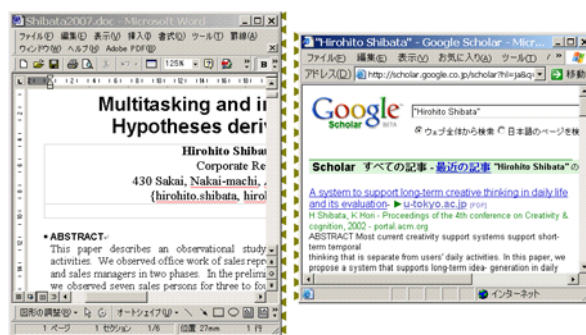 Shibata2007.doc - Microsoft Word
ファイル(F) 編集(E) 表示(V) 挿入(I) 書式(O) ツール(T) 罫線(A)
ウィンドウ(W) ヘルプ(H) Adobe PDF(B)
125%
Multitasking and in
Hypotheses deriv
Hirohito Shibat
Corporate Re
430 Sakai, Nakai-machi,
{hirohito.shibata, hiro
• ABSTRACT
This paper describes an observational study
activities. We observed office work of sales repr
and sales managers in two phases. In the prelimi
we observed seven sales persons for three to fou
図形の調整(R) オートシェイプ(U)
1 ページ 1 セクション 1/6 位置 27mm 1 行
"Hirohito Shibata" - Google Scholar - Micr...
ファイル(F) 編集(E) 表示(V) お気に入り(A) ツール(T)
アドレス(D) http://scholar.google.co.jp/scholar?hl=ja&q= 移動
Google "Hirohito Shibata"
Scholar BETA
ウェブ全体から検索 日本語のページを検
Scholar すべての記事 - 最近の記事 "Hirohito Shibata" の
A system to support long-term creative thinking in daily life
and its evaluation - ►u-tokyo.ac.jp [PDF]
H Shibata, K Hori - Proceedings of the 4th conference on Creativity &
cognition, 2002 - portal.acm.org
ABSTRACT Most current creativity support systems support short-
term temporal
thinking that is separate from users' daily activities. In this paper, we
propose a system that supports long-term idea- generation in daily
インターネット